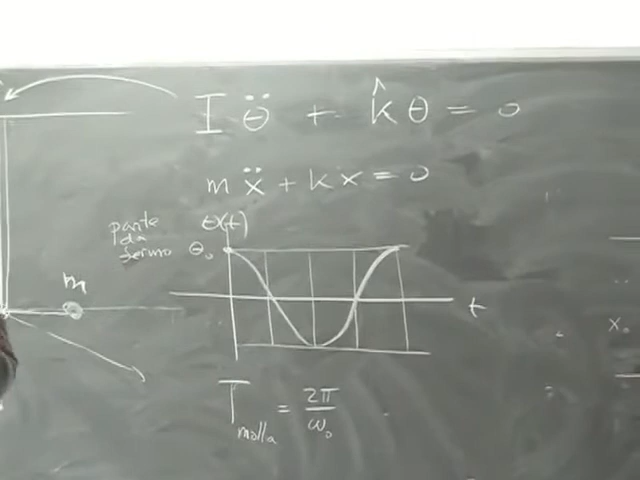 I θ̈ + k̂ θ = 0
m ẍ + k x = 0
parte
da
fermo
θ(t)
θ₀
m
t
x₀
T molla = 2π/ω₀